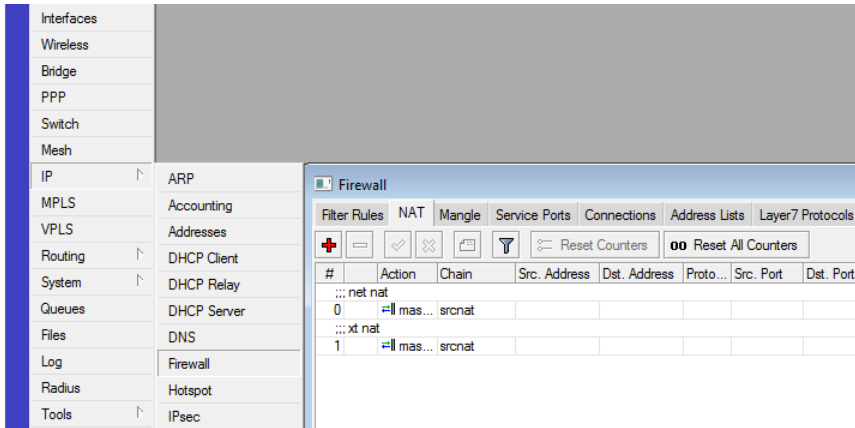 Interfaces
Wireless
Bridge
PPP
Switch
Mesh
IP
MPLS
VPLS
Routing
System
Queues
Files
Log
Radius
Tools
ARP
Accounting
Addresses
DHCP Client
DHCP Relay
DHCP Server
DNS
Firewall
Hotspot
IPsec
Firewall
Filter Rules NAT Mangle Service Ports Connections Address Lists Layer7 Protocols
Reset Counters 00 Reset All Counters
# Action Chain Src. Address Dst. Address Proto... Src. Port Dst. Port
;;; net nat
0 mas... srcnat
;;; xt nat
1 mas... srcnat